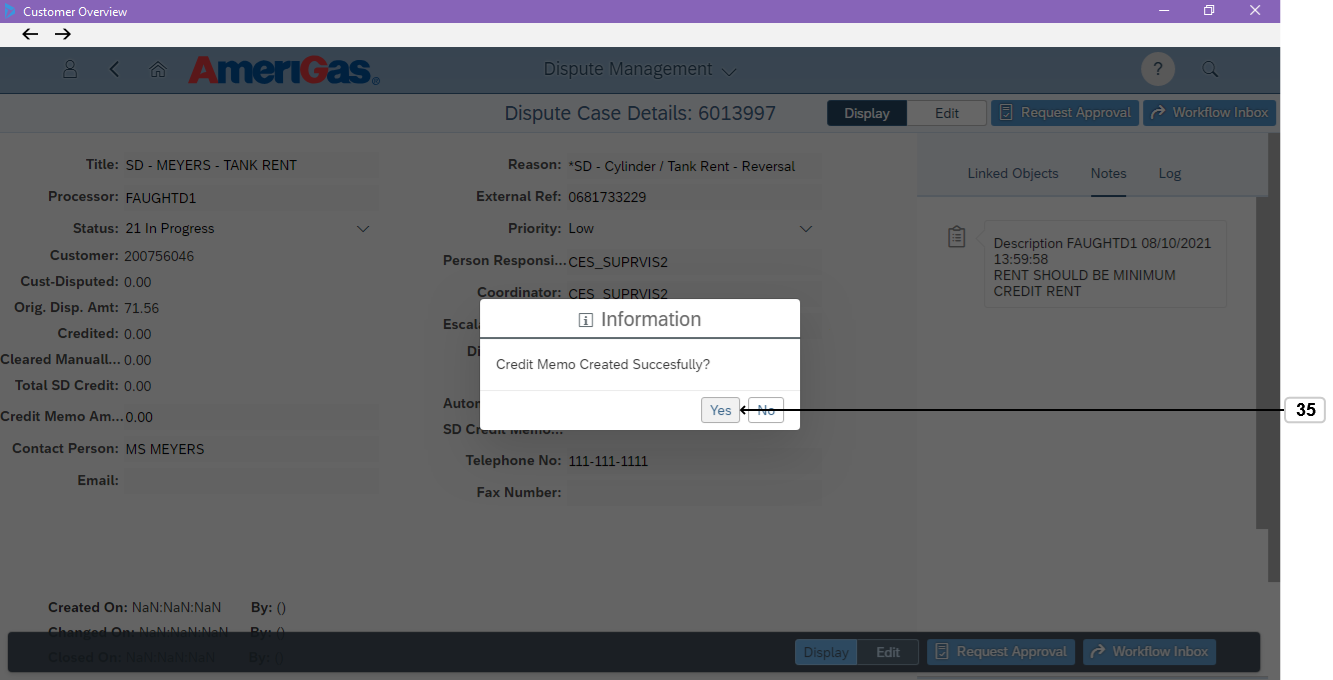 Customer Overview
AmeriGas
Dispute Management
?
Dispute Case Details: 6013997
Display Edit Request Approval Workflow Inbox
Title: SD - MEYERS - TANK RENT
Processor: FAUGHTD1
Status: 21 In Progress
Customer: 200756046
Cust-Disputed: 0.00
Orig. Disp. Amt: 71.56
Credited: 0.00
Cleared Manuall... 0.00
Total SD Credit: 0.00
Credit Memo Am... 0.00
Contact Person: MS MEYERS
Email:
Reason: *SD - Cylinder / Tank Rent - Reversal
External Ref: 0681733229
Priority: Low
Person Responsi... CES_SUPRVIS2
Coordinator: CES_SUPRVIS2
Escala
Di
Auton
SD Credit Memo...
Telephone No: 111-111-1111
Fax Number:
Linked Objects Notes Log
Description FAUGHTD1 08/10/2021
13:59:58
RENT SHOULD BE MINIMUM
CREDIT RENT
Information
Credit Memo Created Succesfully?
Yes No
35
Created On: NaN:NaN:NaN By: ()
Changed On: NaN:NaN:NaN By: ()
Closed On: NaN:NaN:NaN By: ()
Display Edit Request Approval Workflow Inbox